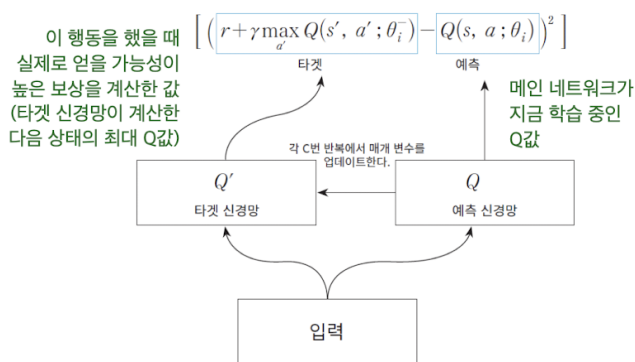 이 행동을 했을 때
실제로 얻을 가능성이
높은 보상을 계산한 값
(타겟 신경망이 계산한
다음 상태의 최대 Q값)
[ ( r + γ max_{a′} Q(s′, a′ ; θ_i^-) − Q(s, a ; θ_i) )^2 ]
타겟
예측
메인 네트워크가
지금 학습 중인
Q값
각 C번 반복에서 매개 변수를
업데이트한다.
Q′
타겟 신경망
Q
예측 신경망
입력